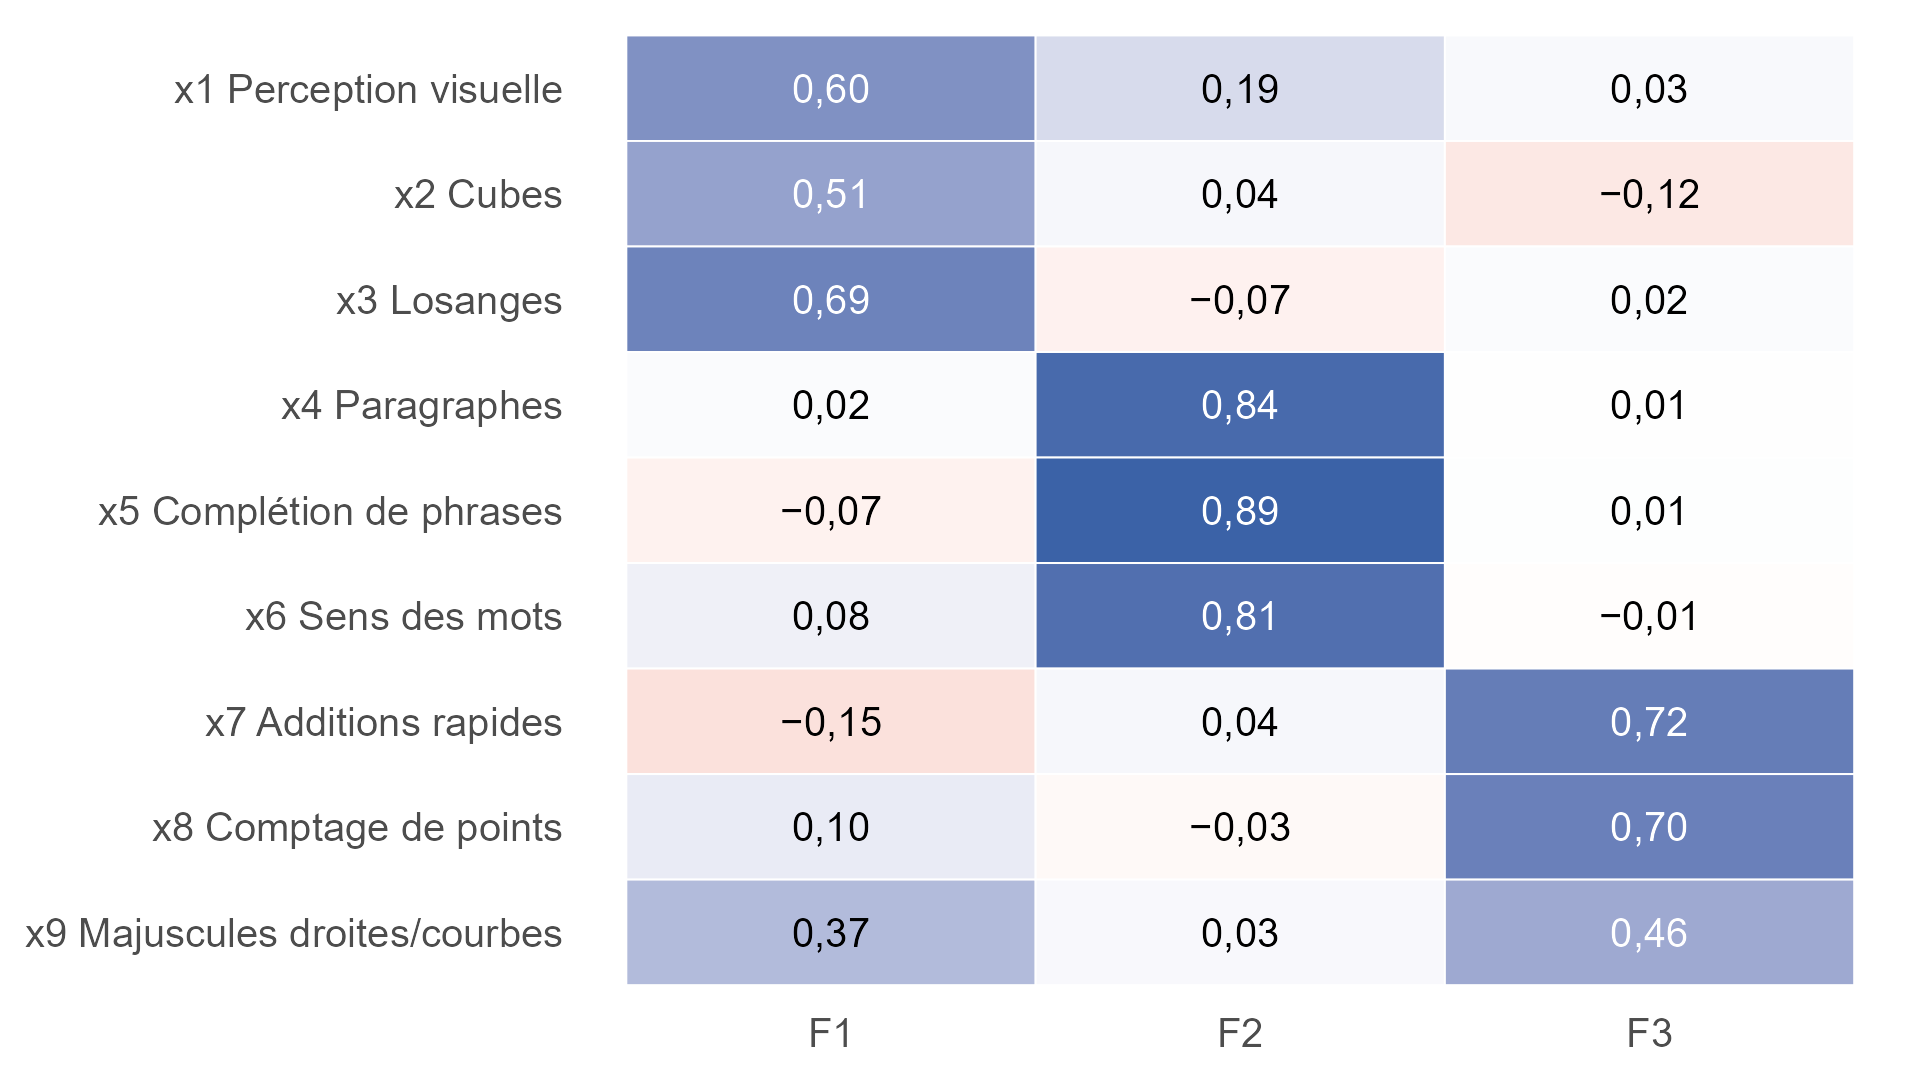 x1 Perception visuelle 0,60 0,19 0,03
x2 Cubes 0,51 0,04 −0,12
x3 Losanges 0,69 −0,07 0,02
x4 Paragraphes 0,02 0,84 0,01
x5 Complétion de phrases −0,07 0,89 0,01
x6 Sens des mots 0,08 0,81 −0,01
x7 Additions rapides −0,15 0,04 0,72
x8 Comptage de points 0,10 −0,03 0,70
x9 Majuscules droites/courbes 0,37 0,03 0,46
F1 F2 F3